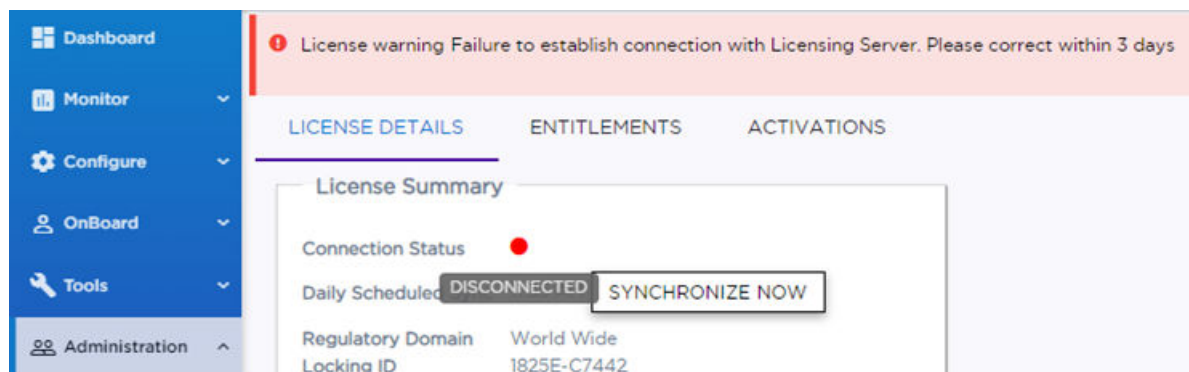 Dashboard
Monitor
Configure
OnBoard
Tools
Administration
License warning Failure to establish connection with Licensing Server. Please correct within 3 days
LICENSE DETAILS ENTITLEMENTS ACTIVATIONS
License Summary
Connection Status
Daily Scheduled
DISCONNECTED
SYNCHRONIZE NOW
Regulatory Domain World Wide
Locking ID 1825E-C7442